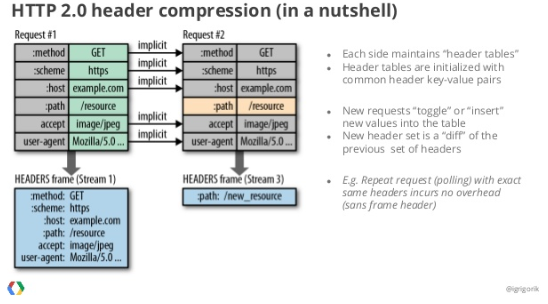 HTTP 2.0 header compression (in a nutshell)
Request #1
implicit
Request #2
:method GET
implicit
:method GET
:scheme https
implicit
:scheme https
:host example.com
:host example.com
:path /resource
implicit
:path /resource
accept image/jpeg
implicit
accept image/jpeg
user-agent Mozilla/5.0 ...
user-agent Mozilla/5.0 ...
HEADERS frame (Stream 1)
:method: GET
:scheme: https
:host: example.com
:path: /resource
accept: image/jpeg
user-agent: Mozilla/5.0 ...
HEADERS frame (Stream 3)
:path: /new_resource
• Each side maintains “header tables”
• Header tables are initialized with
common header key-value pairs
• New requests “toggle” or “insert”
new values into the table
• New header set is a “diff” of the
previous set of headers
• E.g. Repeat request (polling) with exact
same headers incurs no overhead
(sans frame header)
@igrigorik